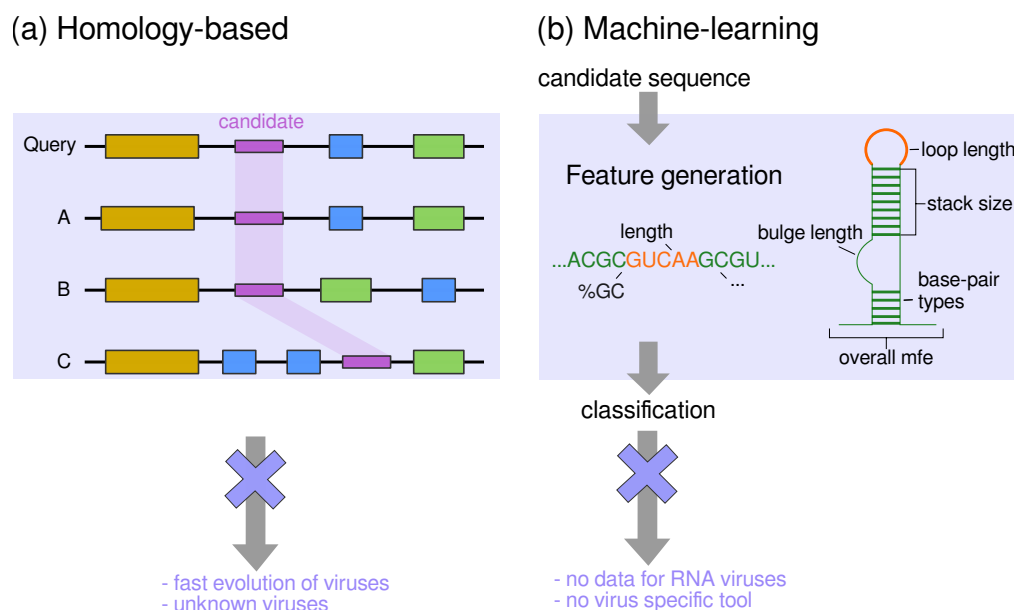 (a) Homology-based
candidate
Query
A
B
C
- fast evolution of viruses
- unknown viruses
(b) Machine-learning
candidate sequence
Feature generation
length
...ACGCGUCAAGCGU...
%GC
...
loop length
stack size
bulge length
base-pair
types
overall mfe
classification
- no data for RNA viruses
- no virus specific tool